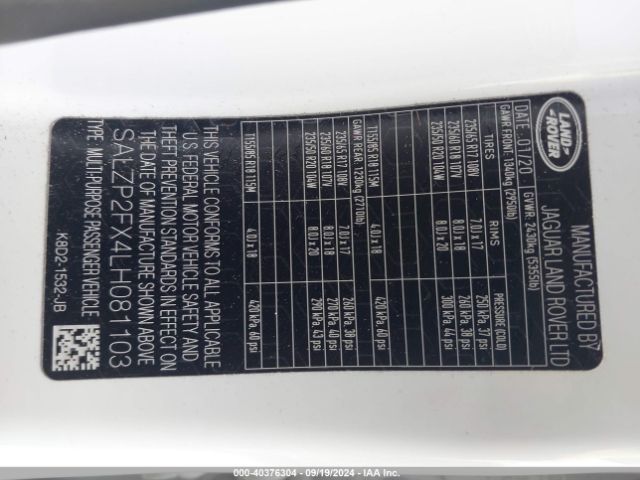 LAND ROVER
MANUFACTURED BY
JAGUAR LAND ROVER LTD
DATE: 01/20 GVWR: 2430kg (5355lb)
GAWR FRONT: 1340kg (2950lb)
TIRES RIMS PRESSURE (COLD)
235/65 R17 108V 7.0J x 17 250 kPa, 37 psi
235/60 R18 107V 8.0J x 18 260 kPa, 38 psi
235/50 R20 104W 8.0J x 20 300 kPa, 44 psi
T155/85 R18 115M 4.0J x 18 420 kPa, 60 psi
GAWR REAR: 1230kg (2710lb)
235/65 R17 108V 7.0J x 17 260 kPa, 38 psi
235/60 R18 107V 8.0J x 18 270 kPa, 40 psi
235/50 R20 104W 8.0J x 20 290 kPa, 43 psi
T155/85 R18 115M 4.0J x 18 420 kPa, 60 psi
THIS VEHICLE CONFORMS TO ALL APPLICABLE
U.S. FEDERAL MOTOR VEHICLE SAFETY AND
THEFT PREVENTION STANDARDS IN EFFECT ON
THE DATE OF MANUFACTURE SHOWN ABOVE
SALZP2FX4LH081103
TYPE: MULTI-PURPOSE PASSENGER VEHICLE
K8D2-1532-JB
000-40376304 - 09/19/2024 - IAAI.COM